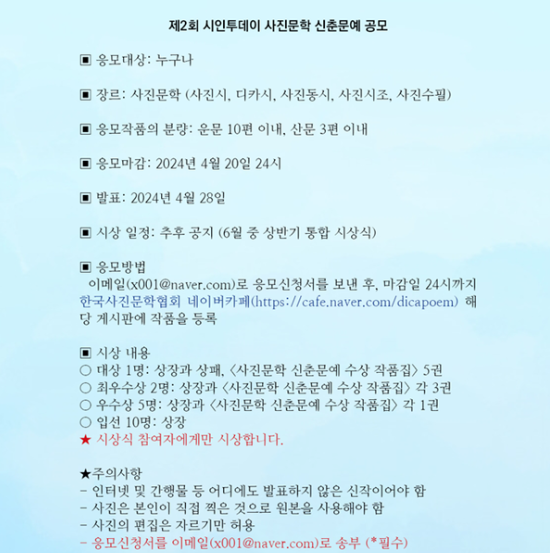 제2회 시인투데이 사진문학 신춘문예 공모
▣ 응모대상: 누구나
▣ 장르: 사진문학 (사진시, 디카시, 사진동시, 사진시조, 사진수필)
▣ 응모작품의 분량: 운문 10편 이내, 산문 3편 이내
▣ 응모마감: 2024년 4월 20일 24시
▣ 발표: 2024년 4월 28일
▣ 시상 일정: 추후 공지 (6월 중 상반기 통합 시상식)
▣ 응모방법
이메일(x001@naver.com)로 응모신청서를 보낸 후, 마감일 24시까지
한국사진문학협회 네이버카페(https://cafe.naver.com/dicapoem) 해
당 게시판에 작품을 등록
▣ 시상 내용
○ 대상 1명: 상장과 상패, <사진문학 신춘문예 수상 작품집> 5권
○ 최우수상 2명: 상장과 <사진문학 신춘문예 수상 작품집> 각 3권
○ 우수상 5명: 상장과 <사진문학 신춘문예 수상 작품집> 각 1권
○ 입선 10명: 상장
★ 시상식 참여자에게만 시상합니다.
★주의사항
- 인터넷 및 간행물 등 어디에도 발표하지 않은 신작이어야 함
- 사진은 본인이 직접 찍은 것으로 원본을 사용해야 함
- 사진의 편집은 자르기만 허용
- 응모신청서를 이메일(x001@naver.com)로 송부 (*필수)